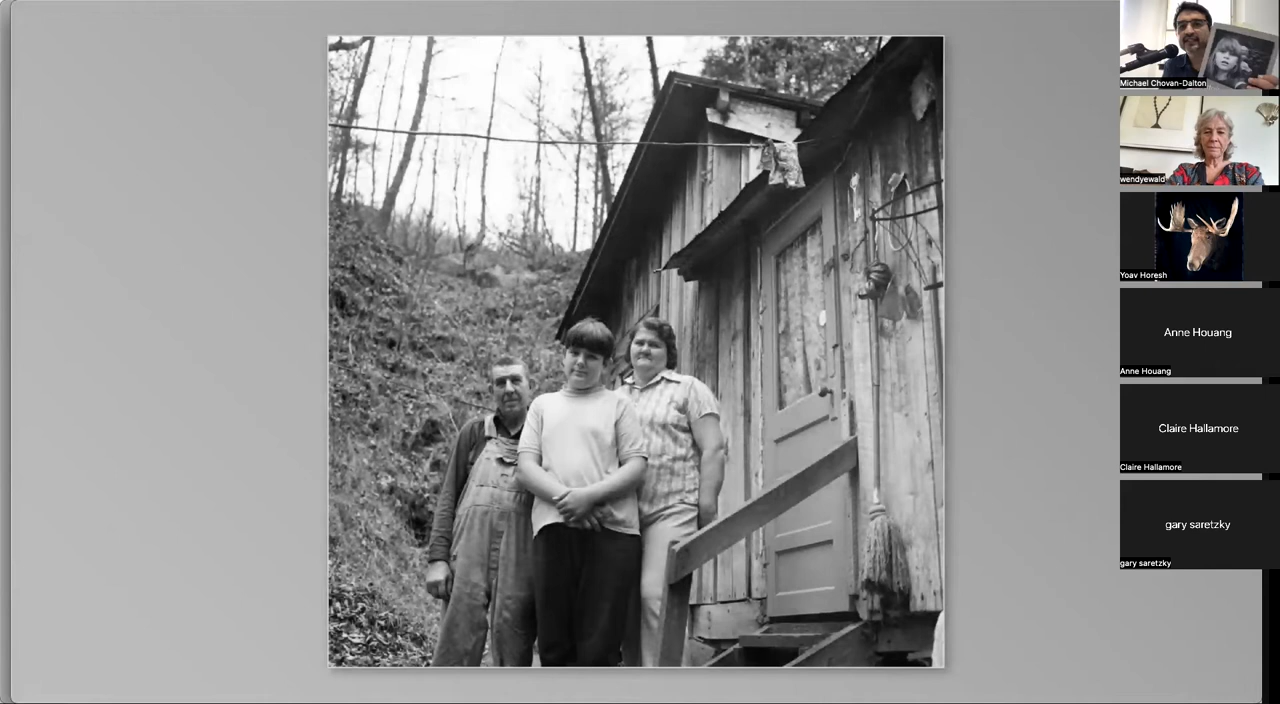 Michael Chovan-Dalton
wendyewald
Yoav Horesh
Anne Houang
Anne Houang
Claire Hallamore
Claire Hallamore
gary saretzky
gary saretzky